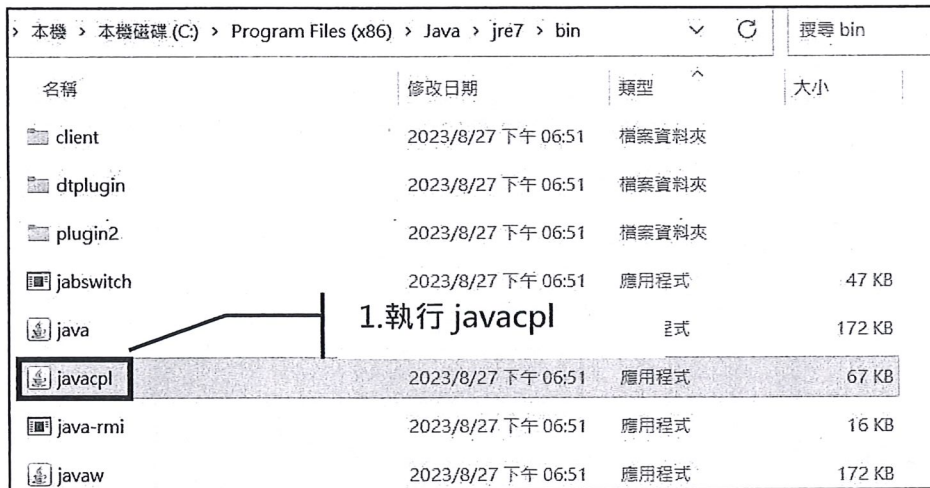 › 本機 › 本機磁碟 (C:) › Program Files (x86) › Java › jre7 › bin 搜尋 bin
名稱 修改日期 類型 大小
client 2023/8/27 下午 06:51 檔案資料夾
dtplugin 2023/8/27 下午 06:51 檔案資料夾
plugin2 2023/8/27 下午 06:51 檔案資料夾
jabswitch 2023/8/27 下午 06:51 應用程式 47 KB
1.執行 javacpl
java 程式 172 KB
javacpl 2023/8/27 下午 06:51 應用程式 67 KB
java-rmi 2023/8/27 下午 06:51 應用程式 16 KB
javaw 2023/8/27 下午 06:51 應用程式 172 KB